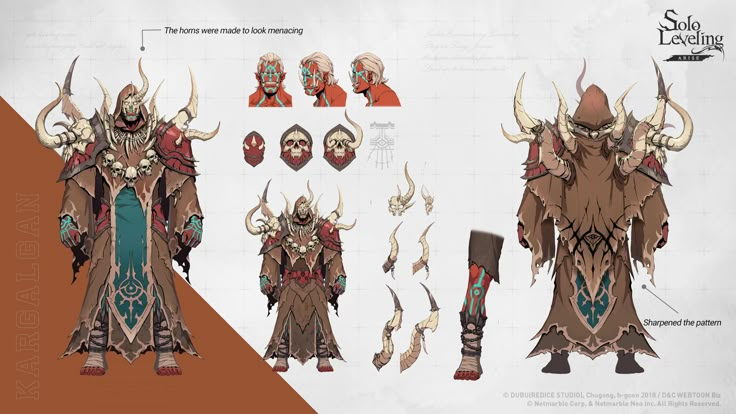 The horns were made to look menacing
Solo
Leveling
ARISE
KARGALGAN
Sharpened the pattern
© DUBU(REDICE STUDIO), Chugong, h-goon 2018 / D&C WEBTOON Biz
© Netmarble Corp. & Netmarble Neo Inc. All Rights Reserved.